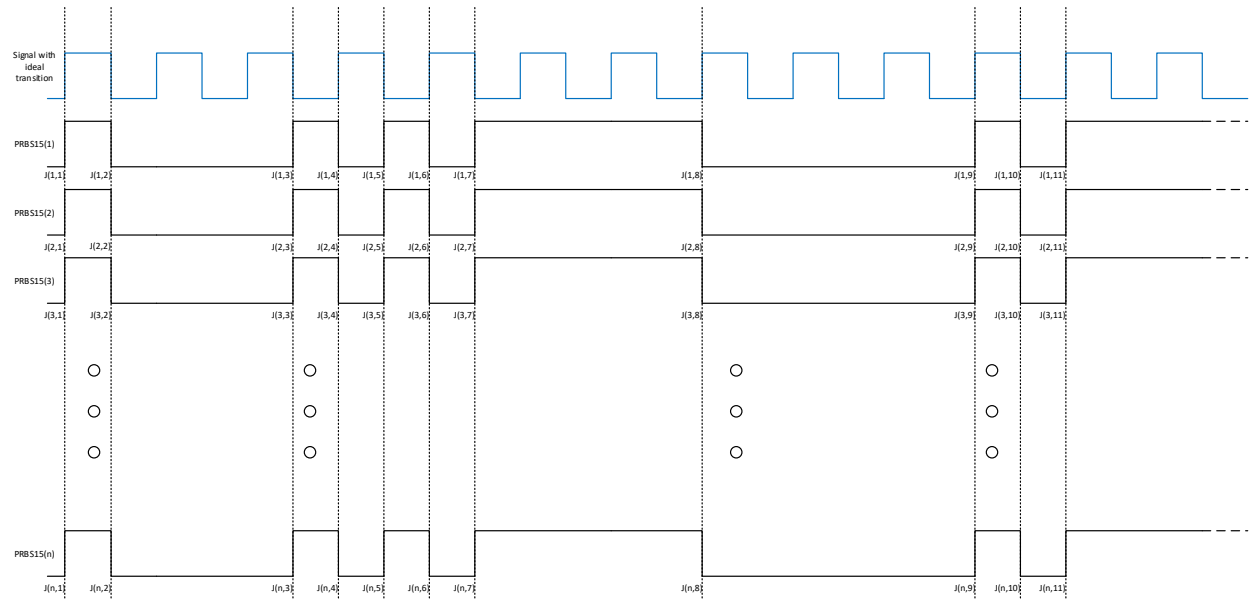 Signal with
ideal
transition
PRBS15(1)
J(1,1) J(1,2) J(1,3) J(1,4) J(1,5) J(1,6) J(1,7) J(1,8) J(1,9) J(1,10) J(1,11)
PRBS15(2)
J(2,1) J(2,2) J(2,3) J(2,4) J(2,5) J(2,6) J(2,7) J(2,8) J(2,9) J(2,10) J(2,11)
PRBS15(3)
J(3,1) J(3,2) J(3,3) J(3,4) J(3,5) J(3,6) J(3,7) J(3,8) J(3,9) J(3,10) J(3,11)
PRBS15(n)
J(n,1) J(n,2) J(n,3) J(n,4) J(n,5) J(n,6) J(n,7) J(n,8) J(n,9) J(n,10) J(n,11)